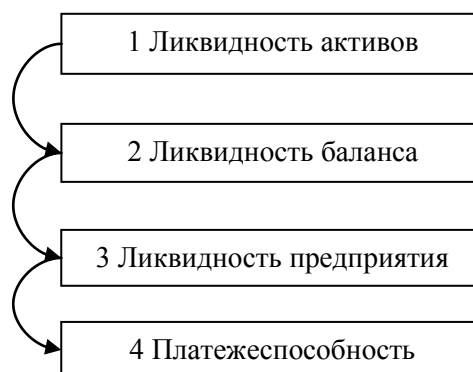 1 Ликвидность активов
2 Ликвидность баланса
3 Ликвидность предприятия
4 Платежеспособность